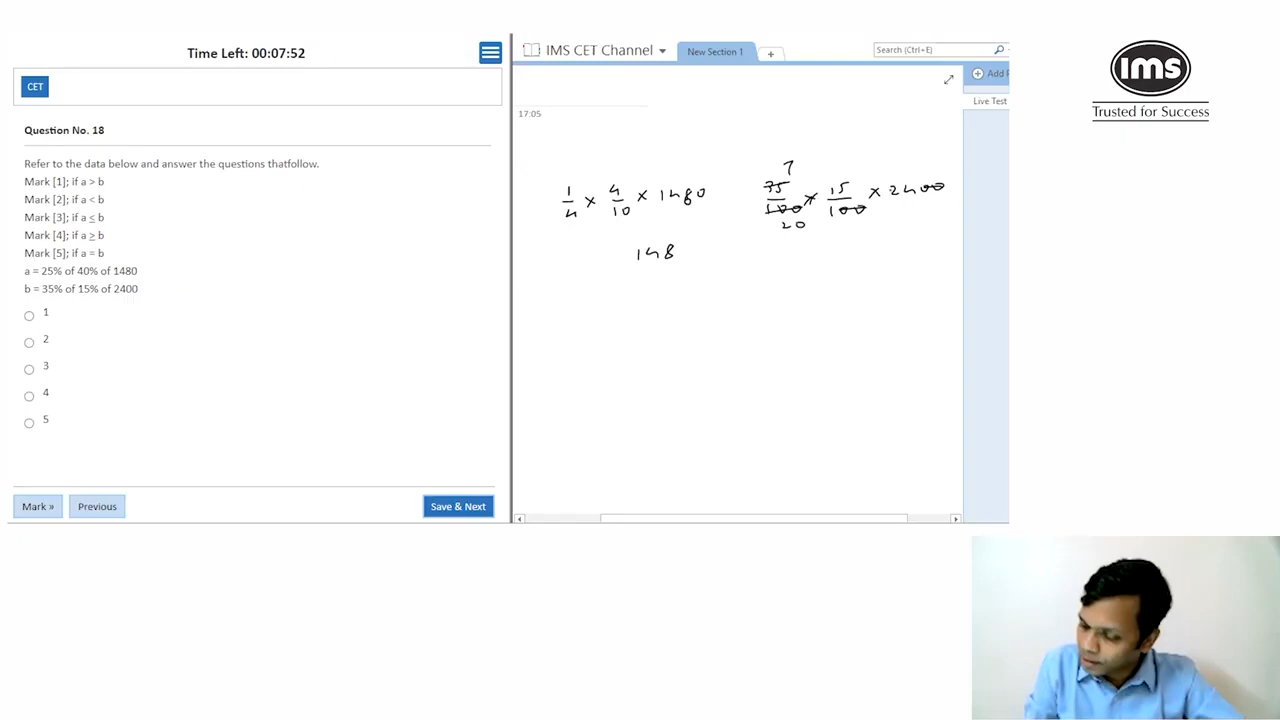 Time Left: 00:07:52
CET
Question No. 18
Refer to the data below and answer the questions thatfollow.
Mark [1]; if a > b
Mark [2]; if a < b
Mark [3]; if a ≤ b
Mark [4]; if a ≥ b
Mark [5]; if a = b
a = 25% of 40% of 1480
b = 35% of 15% of 2400
1
2
3
4
5
Mark »
Previous
Save & Next
IMS CET Channel
New Section 1
+
Search (Ctrl+E)
Add P
Live Test
17:05
1/4 × 4/10 × 1480
148
7
35/100 × 15/100 × 2400
20
ims
Trusted for Success